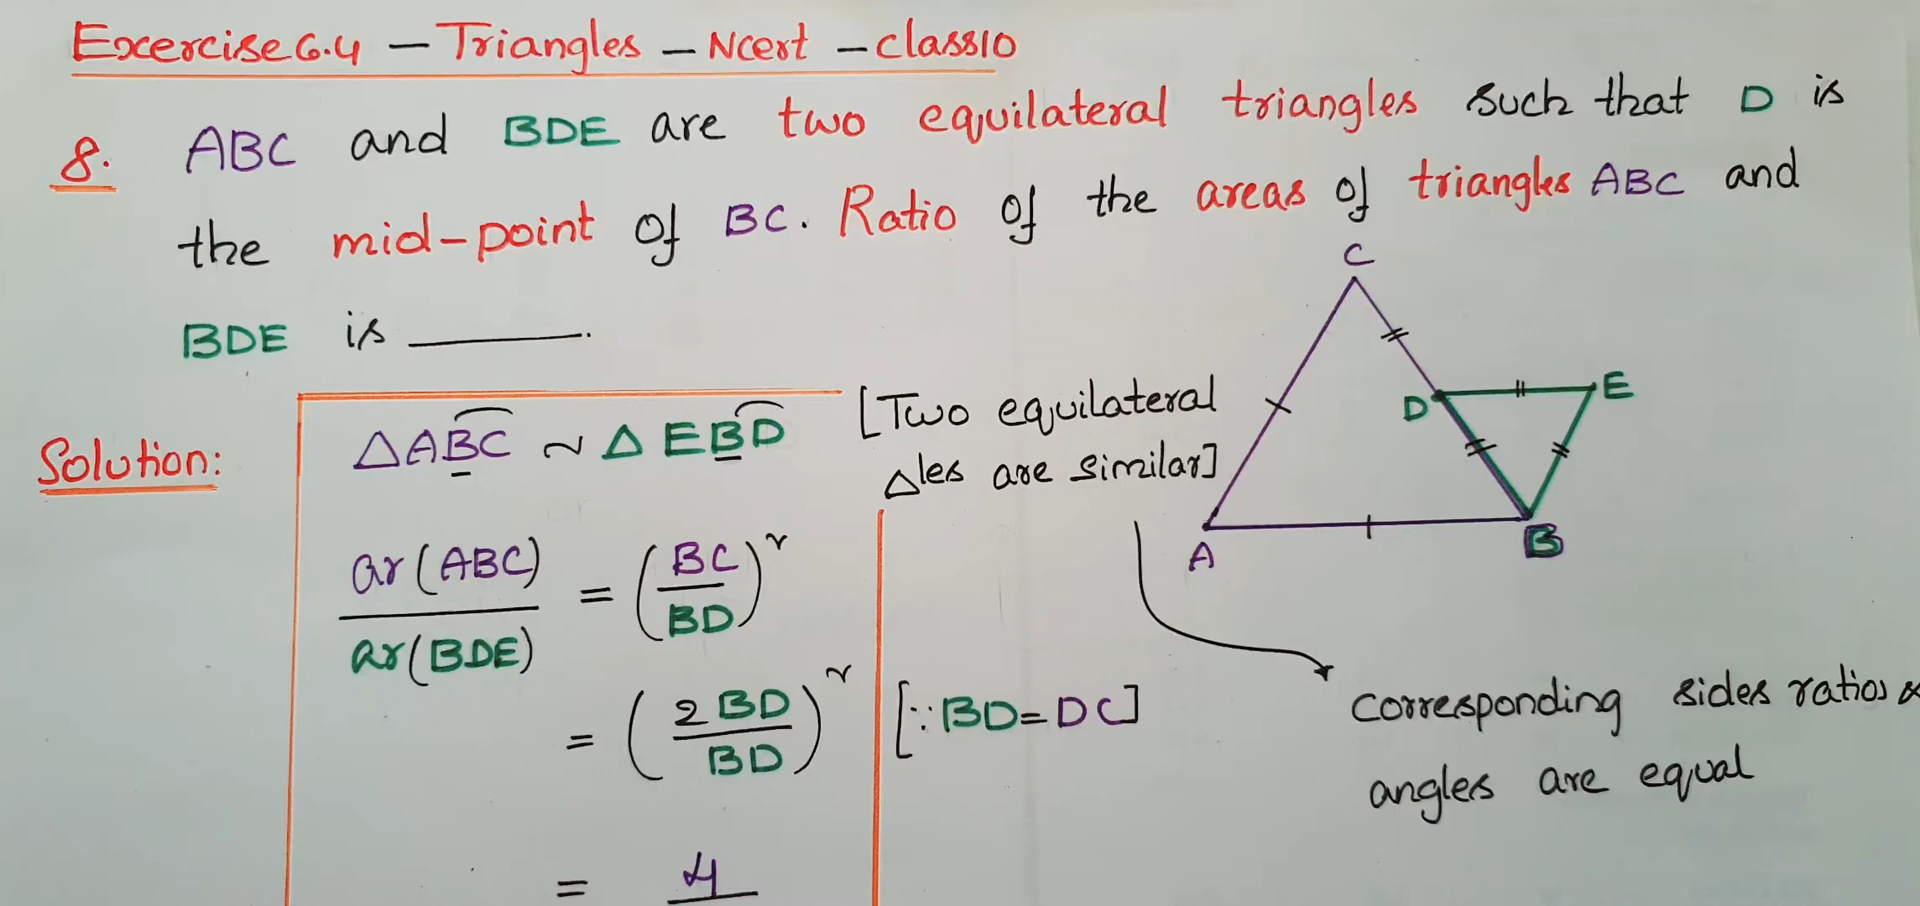 Excercise 6.4 – Triangles – Ncert – class10
8. ABC and BDE are two equilateral triangles such that D is
the mid-point of BC. Ratio of the areas of triangles ABC and
BDE is ______.
Solution:
△ABC ~ △EBD [Two equilateral
△les are similar]
ar(ABC)/ar(BDE) = (BC/BD)²
= (2BD/BD)² [∵BD=DC]
= 4
C
D
E
A
B
corresponding sides ratios &
angles are equal